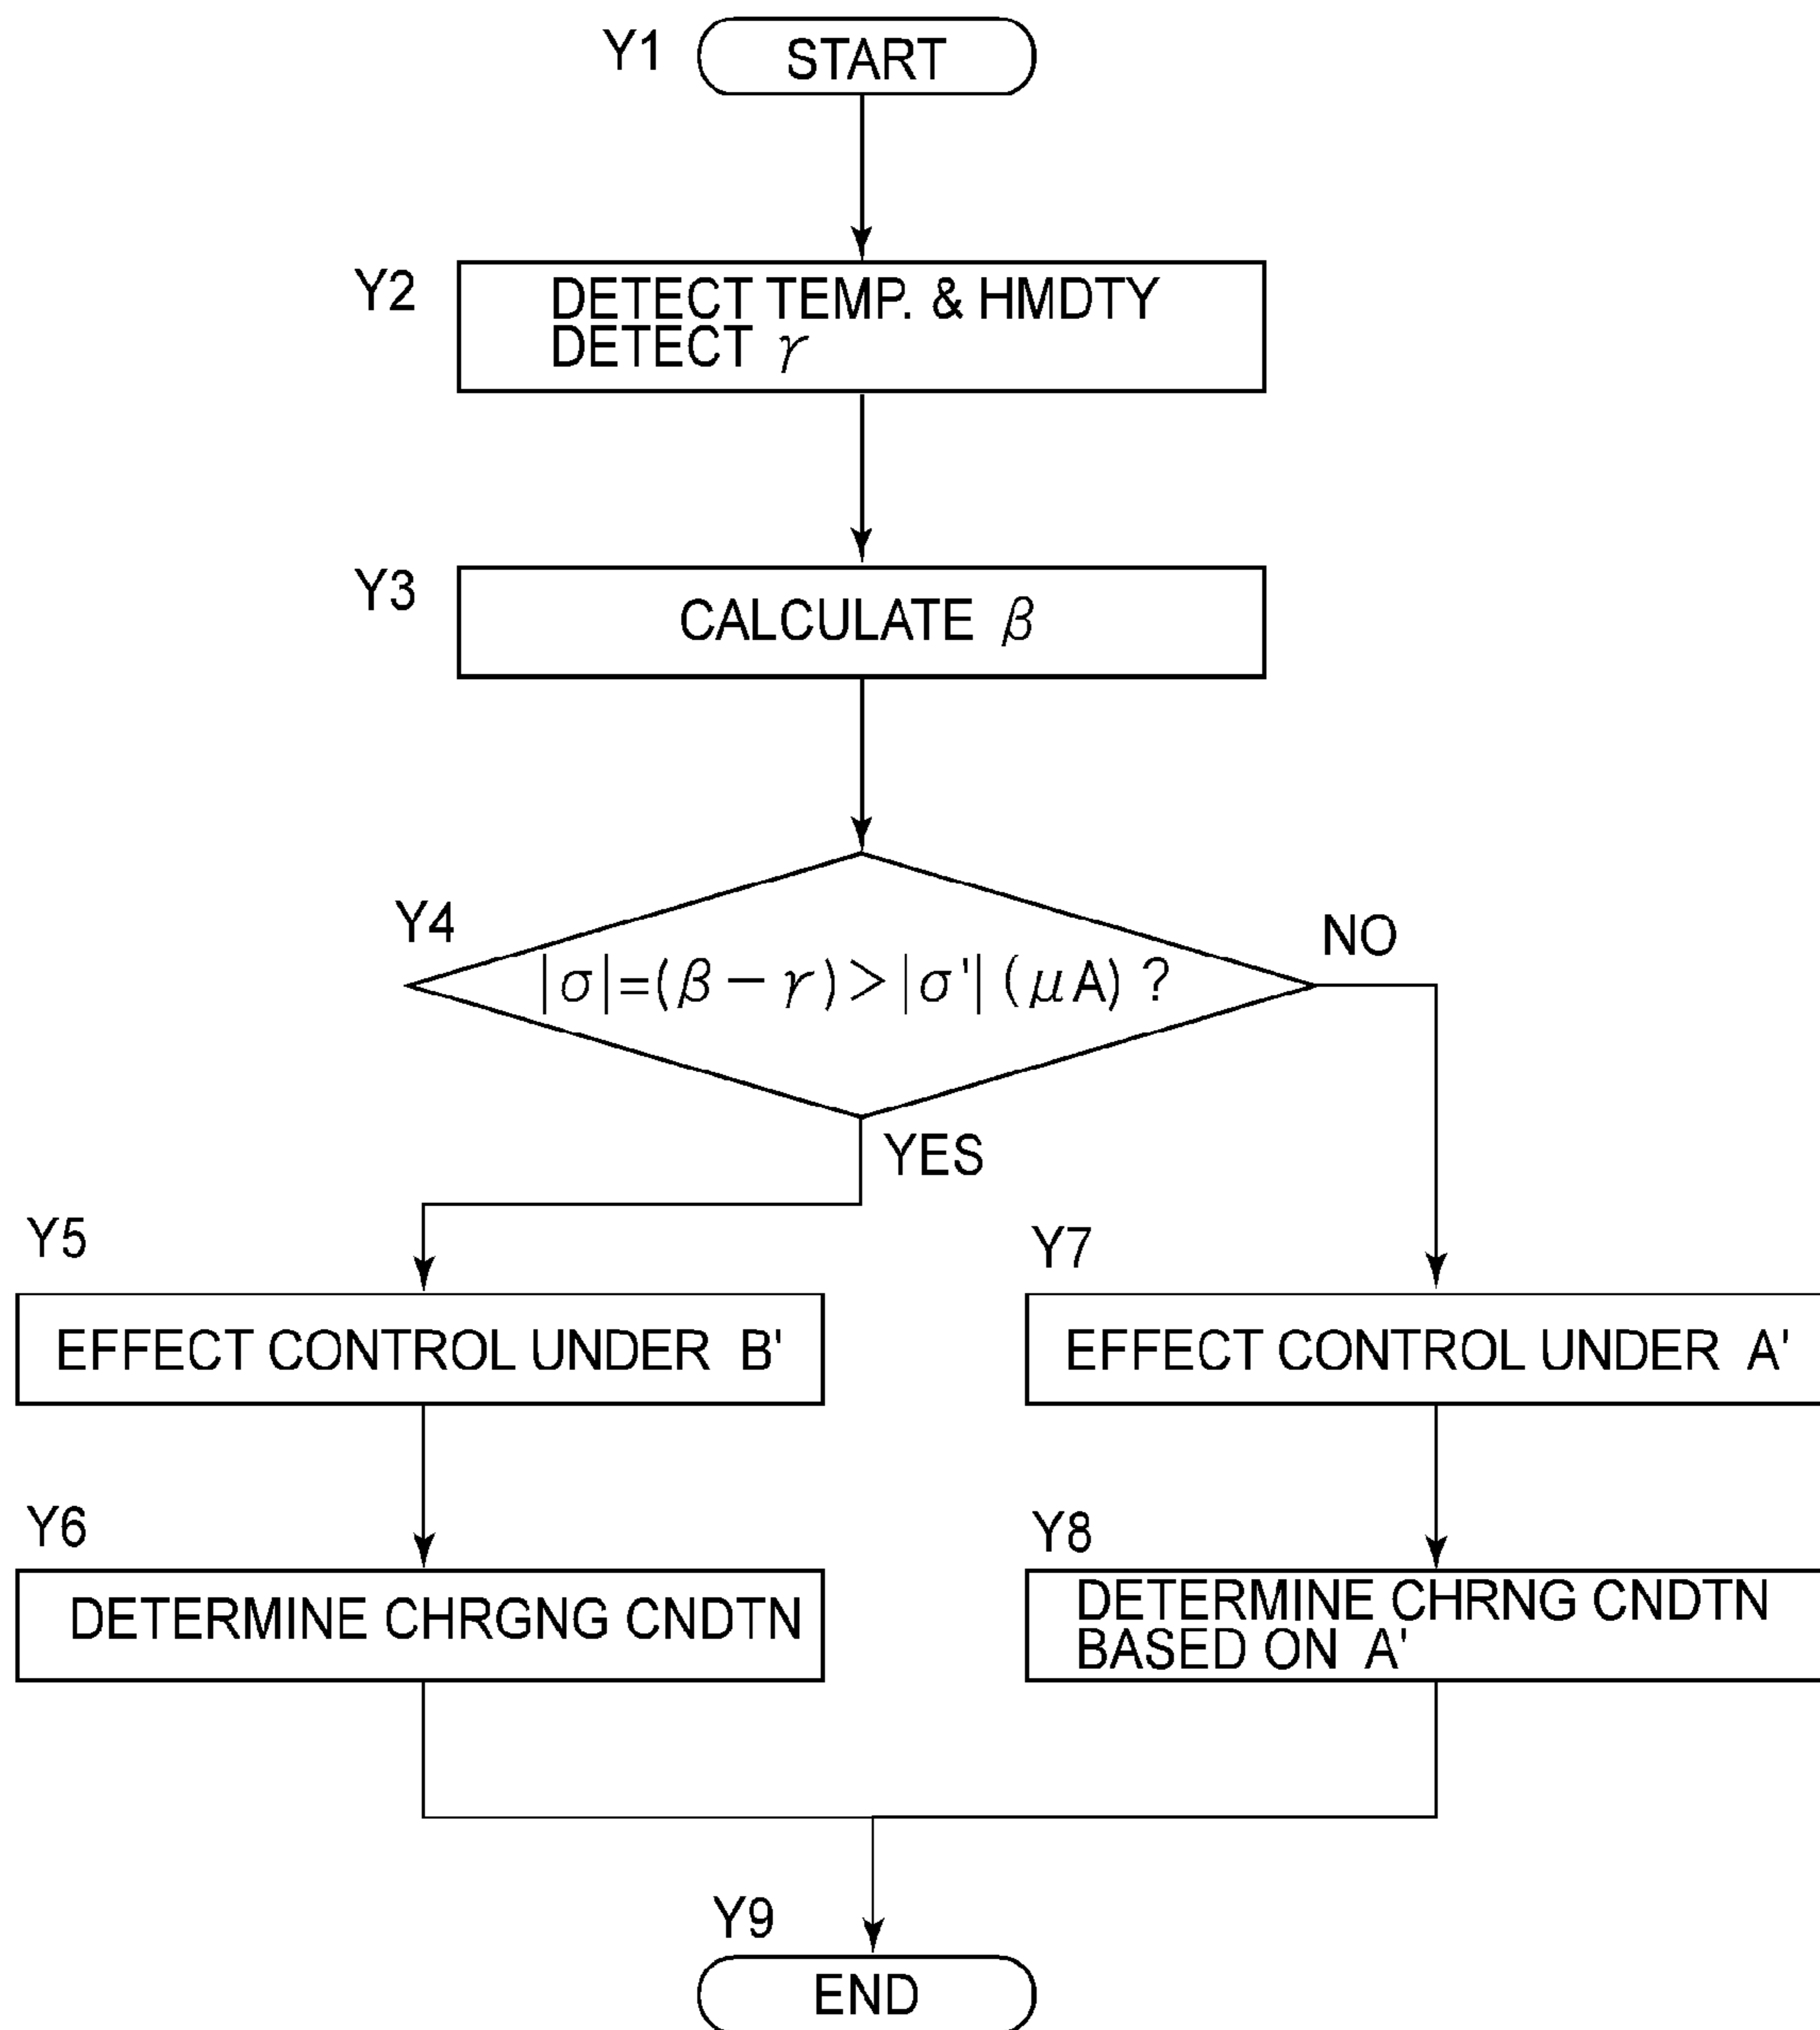 Y1 START
Y2 DETECT TEMP. & HMDTY
DETECT γ
Y3 CALCULATE β
Y4 |σ|=(β − γ)>|σ'| (μA) ?
NO
YES
Y5
EFFECT CONTROL UNDER B'
Y6
DETERMINE CHRGNG CNDTN
Y7
EFFECT CONTROL UNDER A'
Y8
DETERMINE CHRNG CNDTN
BASED ON A'
Y9
END